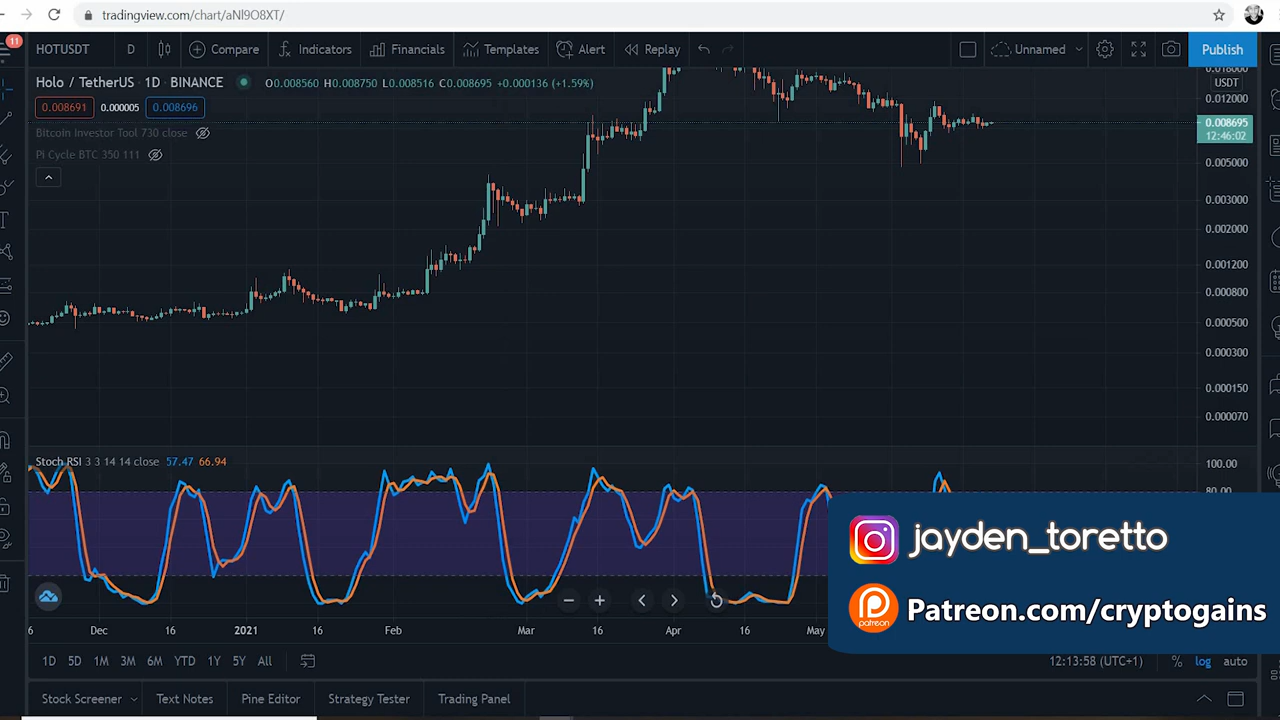 tradingview.com/chart/aNl9O8XT/
11
HOTUSDT D Compare Indicators Financials Templates Alert Replay Unnamed Publish
Holo / TetherUS · 1D · BINANCE O0.008560 H0.008750 L0.008516 C0.008695 +0.000136 (+1.59%)
0.008691 0.000005 0.008696
Bitcoin Investor Tool 730 close
Pi Cycle BTC 350 111
0.018000
USDT
0.012000
0.008695
12:46:02
0.005000
0.003000
0.002000
0.001200
0.000800
0.000500
0.000300
0.000150
0.000070
Stoch RSI 3 3 14 14 close 57.47 66.94
100.00
80.00
jayden_toretto
patreon
Patreon.com/cryptogains
6 Dec 16 2021 16 Feb Mar 16 Apr 16 May
1D 5D 1M 3M 6M YTD 1Y 5Y All 12:13:58 (UTC+1) % log auto
Stock Screener Text Notes Pine Editor Strategy Tester Trading Panel